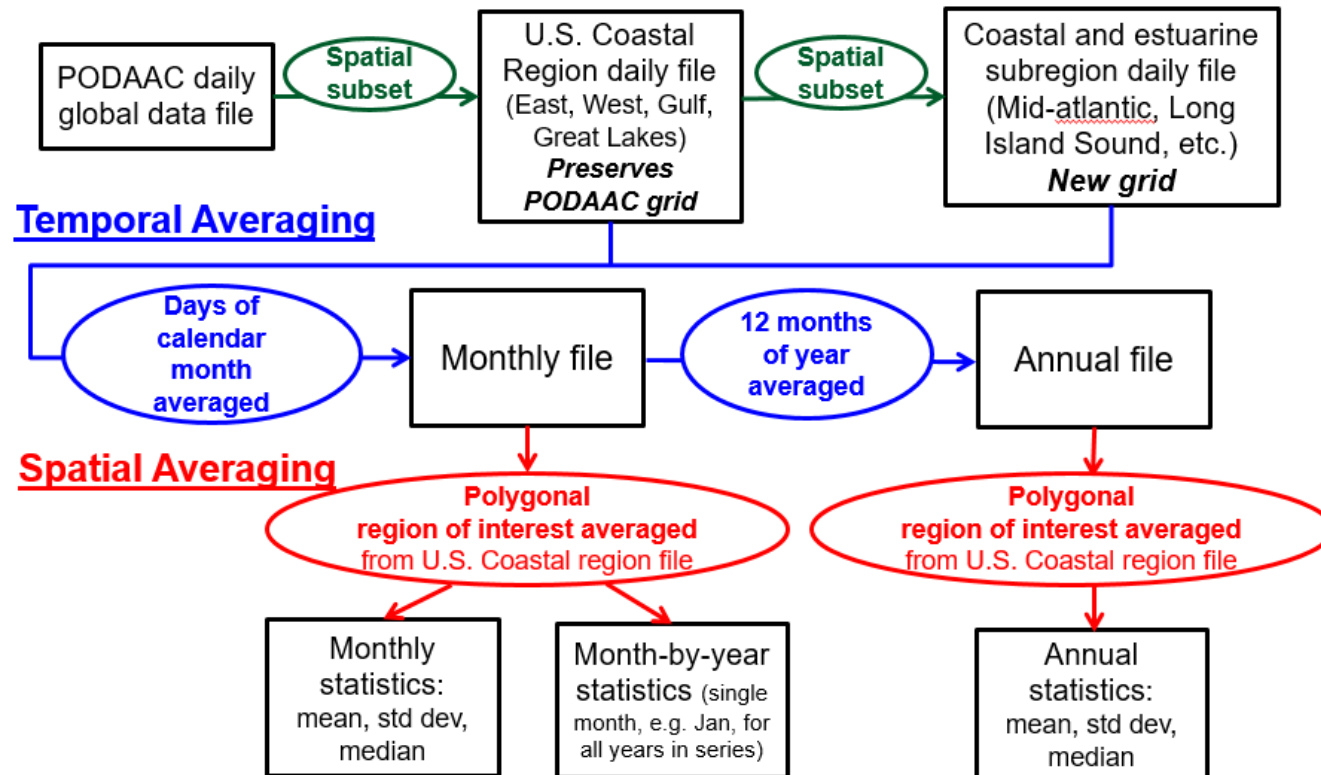 PODAAC daily
global data file
Spatial
subset
U.S. Coastal
Region daily file
(East, West, Gulf,
Great Lakes)
Preserves
PODAAC grid
Spatial
subset
Coastal and estuarine
subregion daily file
(Mid-atlantic, Long
Island Sound, etc.)
New grid
Temporal Averaging
Days of
calendar
month
averaged
Monthly file
12 months
of year
averaged
Annual file
Spatial Averaging
Polygonal
region of interest averaged
from U.S. Coastal region file
Polygonal
region of interest averaged
from U.S. Coastal region file
Monthly
statistics:
mean, std dev,
median
Month-by-year
statistics (single
month, e.g. Jan, for
all years in series)
Annual
statistics:
mean, std dev,
median